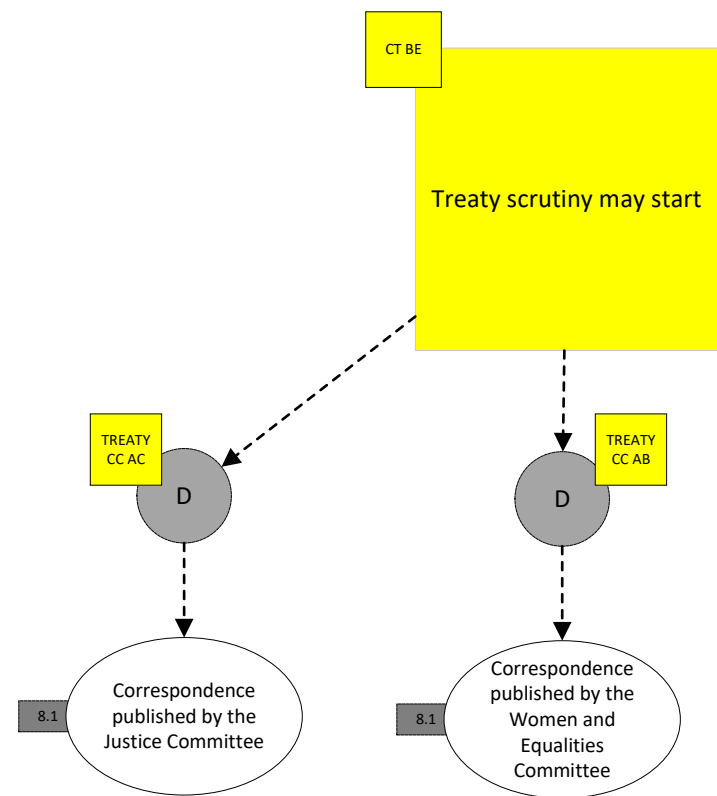 CT BE
Treaty scrutiny may start
TREATY
CC AC
D
TREATY
CC AB
D
8.1
Correspondence
published by the
Justice Committee
8.1
Correspondence
published by the
Women and
Equalities
Committee